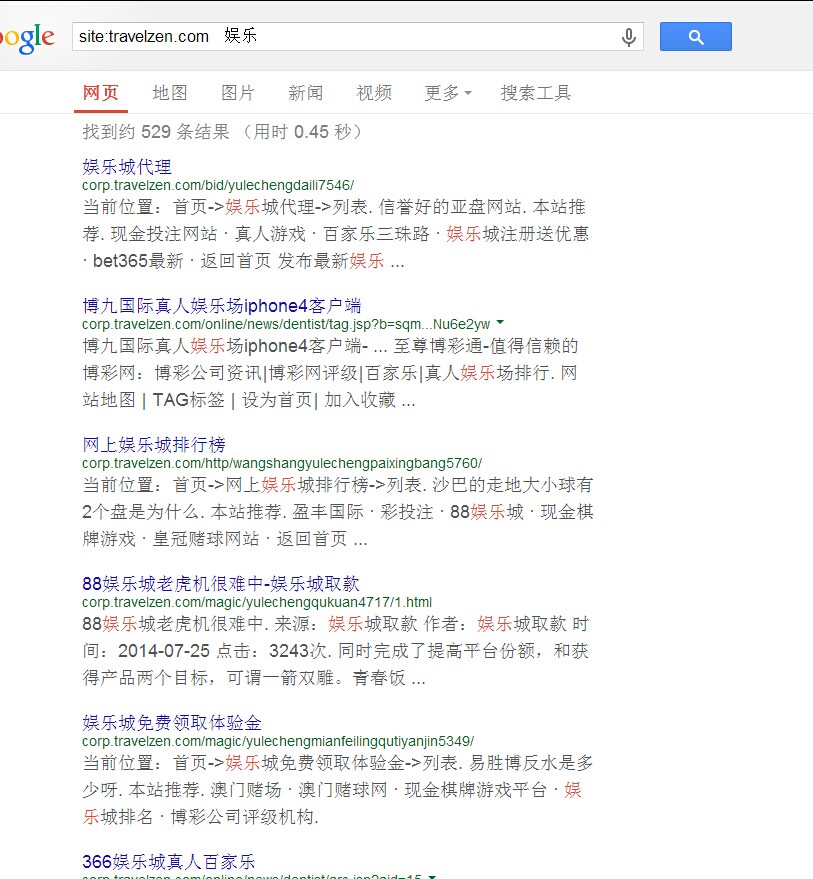 ogle
site:travelzen.com 娱乐
网页 地图 图片 新闻 视频 更多 搜索工具
找到约 529 条结果 (用时 0.45 秒)
娱乐城代理
corp.travelzen.com/bid/yulechengdaili7546/
当前位置：首页->娱乐城代理->列表. 信誉好的亚盘网站. 本站推
荐. 现金投注网站 · 真人游戏 · 百家乐三珠路 · 娱乐城注册送优惠
· bet365最新 · 返回首页 发布最新娱乐 ...
博九国际真人娱乐场iphone4客户端
corp.travelzen.com/online/news/dentist/tag.jsp?b=sqm...Nu6e2yw
博九国际真人娱乐场iphone4客户端- ... 至尊博彩通-值得信赖的
博彩网：博彩公司资讯|博彩网评级|百家乐|真人娱乐场排行. 网
站地图 | TAG标签 | 设为首页| 加入收藏 ...
网上娱乐城排行榜
corp.travelzen.com/http/wangshangyulechengpaixingbang5760/
当前位置：首页->网上娱乐城排行榜->列表. 沙巴的走地大小球有
2个盘是为什么. 本站推荐. 盈丰国际 · 彩投注 · 88娱乐城 · 现金棋
牌游戏 · 皇冠赌球网站 · 返回首页 ...
88娱乐城老虎机很难中-娱乐城取款
corp.travelzen.com/magic/yulechengqukuan4717/1.html
88娱乐城老虎机很难中. 来源：娱乐城取款 作者：娱乐城取款 时
间：2014-07-25 点击：3243次. 同时完成了提高平台份额，和获
得产品两个目标，可谓一箭双雕。青春饭 ...
娱乐城免费领取体验金
corp.travelzen.com/magic/yulechengmianfeilingqutiyanjin5349/
当前位置：首页->娱乐城免费领取体验金->列表. 易胜博反水是多
少呀. 本站推荐. 澳门赌场 · 澳门赌球网 · 现金棋牌游戏平台 · 娱
乐城排名 · 博彩公司评级机构.
366娱乐城真人百家乐
corp.travelzen.com/online/news/dentist/ars.jsp?aid=15